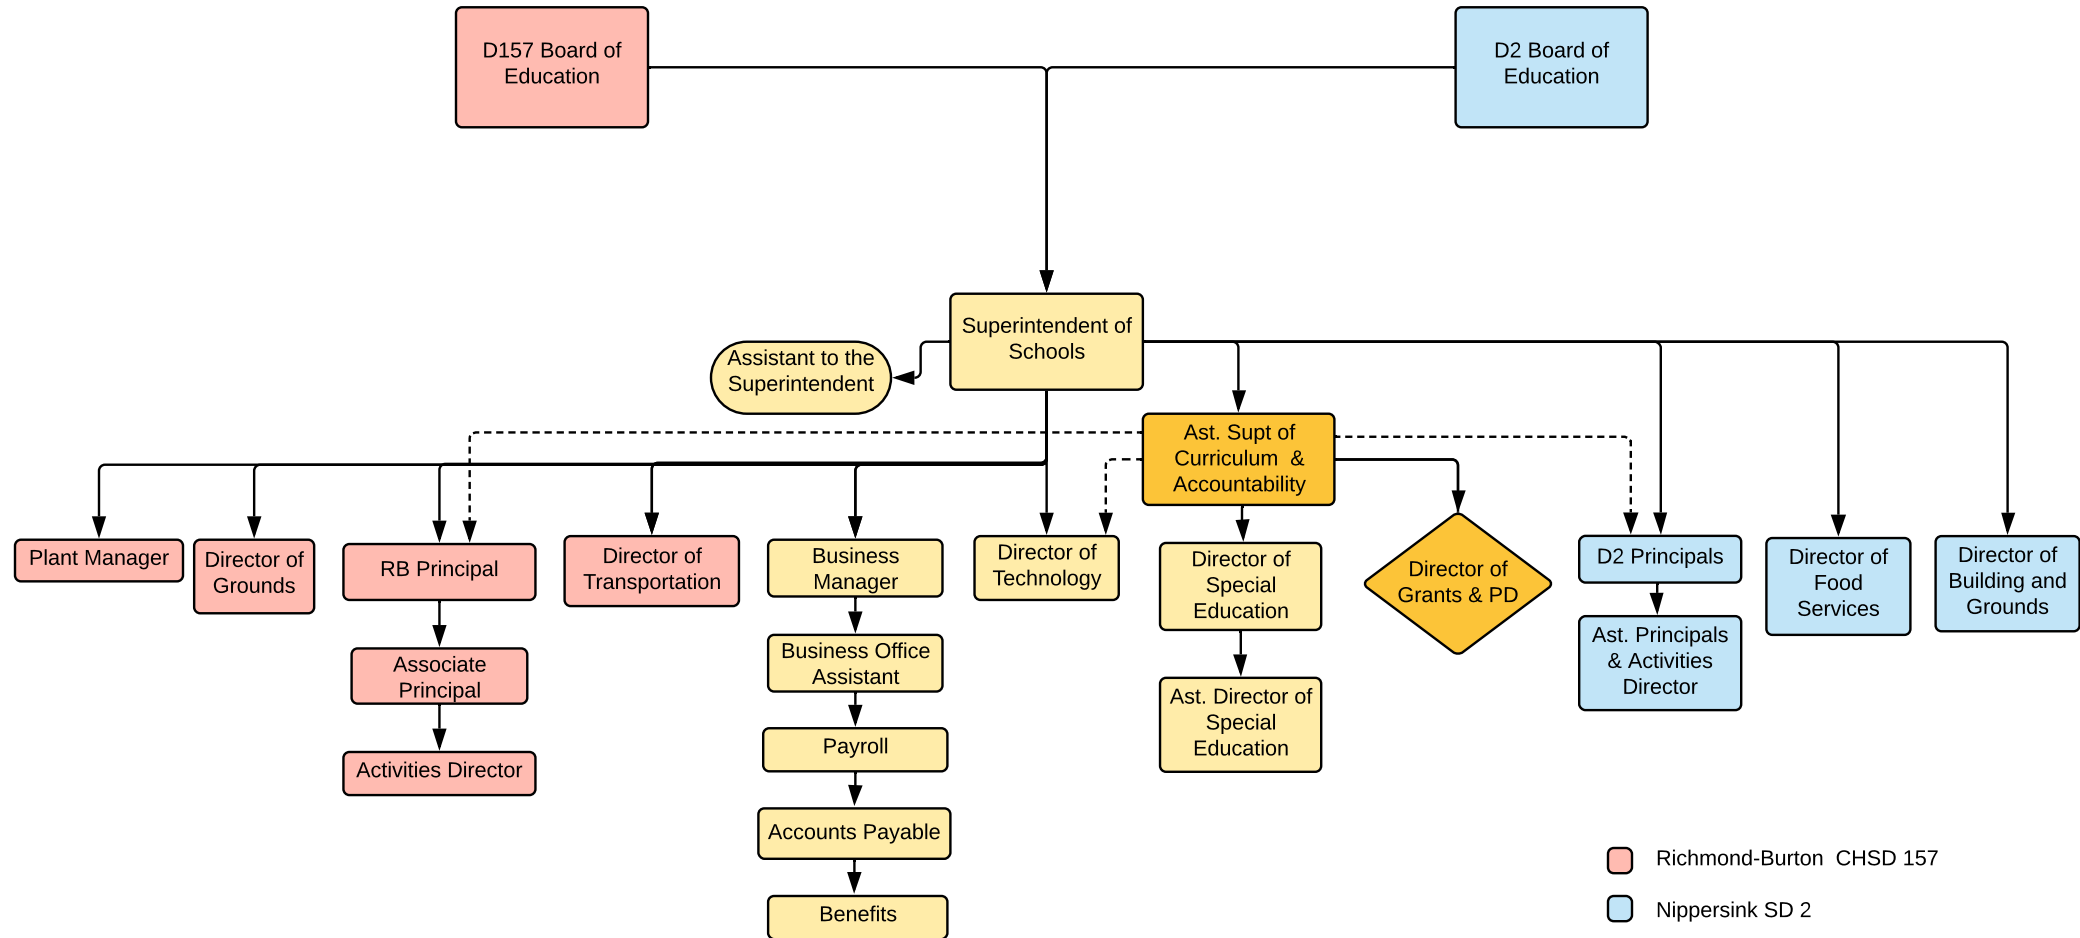 D157 Board of
Education
D2 Board of
Education
Superintendent of
Schools
Assistant to the
Superintendent
Ast. Supt of
Curriculum  &
Accountability
Plant Manager
Director of
Grounds
RB Principal
Director of
Transportation
Business
Manager
Director of
Technology
Director of
Special
Education
Director of
Grants & PD
D2 Principals
Director of
Food
Services
Director of
Building and
Grounds
Associate
Principal
Business Office
Assistant
Ast. Principals
& Activities
Director
Ast. Director of
Special
Education
Activities Director
Payroll
Accounts Payable
Benefits
Richmond-Burton  CHSD 157
Nippersink SD 2